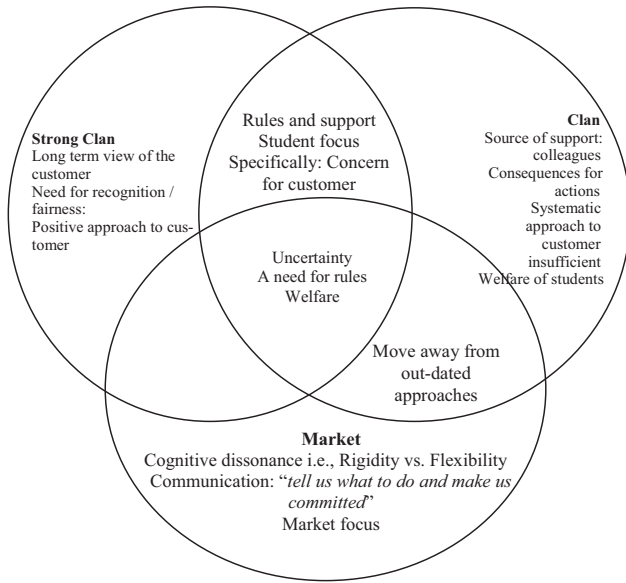 Strong Clan
Long term view of the
customer
Need for recognition /
fairness:
Positive approach to cus-
tomer
Rules and support
Student focus
Specifically: Concern
for customer
Clan
Source of support:
colleagues
Consequences for
actions
Systematic
approach to
customer
insufficient
Welfare of students
Uncertainty
A need for rules
Welfare
Move away from
out-dated
approaches
Market
Cognitive dissonance i.e., Rigidity vs. Flexibility
Communication: “tell us what to do and make us
committed”
Market focus